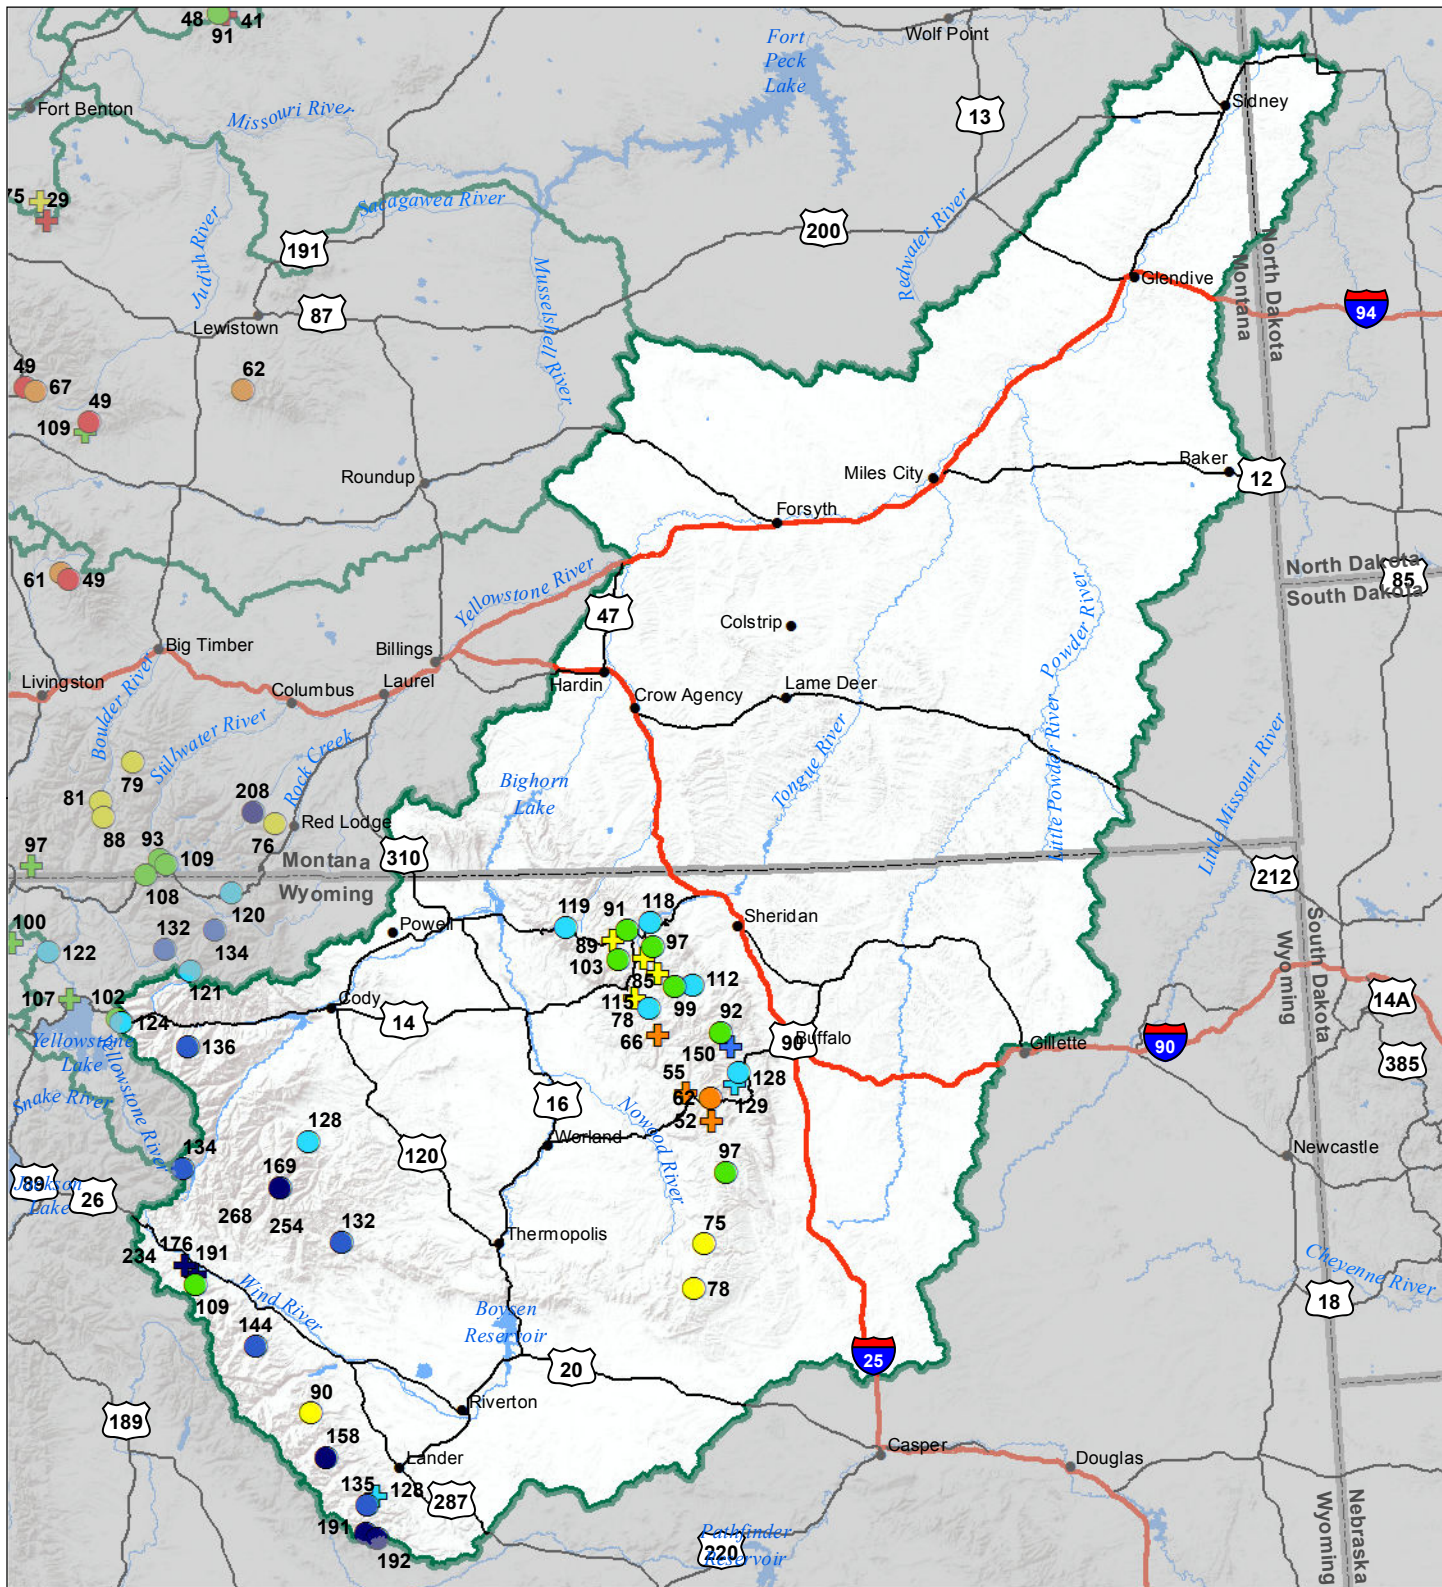 48
41
91
Wolf Point
Fort
Peck
Lake
Fort Benton
Missouri River
13
Sidney
75
29
Sacagawea River
Judith River
191
200
Redwater River
Musselshell River
North Dakota
Montana
Glendive
94
Lewistown
87
49
67
62
49
109
Roundup
Miles City
Baker
12
Forsyth
61
49
Yellowstone River
47
North Dakota
South Dakota
85
Colstrip
Powder River
Big Timber
Billings
Livingston
Columbus
Laurel
Hardin
Crow Agency
Lame Deer
Boulder River
Stillwater River
Rock Creek
Tongue River
Little Powder River
Little Missouri River
79
Bighorn
Lake
81
88
208
76
Red Lodge
93
109
97
108
Montana
Wyoming
310
212
120
132
134
100
122
121
Powell
119
91
118
Sheridan
89
97
103
85
112
South Dakota
Wyoming
107
102
124
Cody
14
115
78
99
92
66
150
90
Buffalo
Gillette
90
14A
385
Yellowstone
Lake
136
Yellowstone River
Snake River
55
62
128
129
52
16
Nowood River
Worland
128
120
134
169
97
Newcastle
89
Jackson
Lake
26
268
254
132
75
Thermopolis
176
191
234
109
Wind River
78
Cheyenne River
18
144
Boysen
Reservoir
20
25
90
Riverton
189
158
Lander
Casper
Douglas
135
128
287
191
192
Pathfinder
Reservoir
220
Nebraska
Wyoming